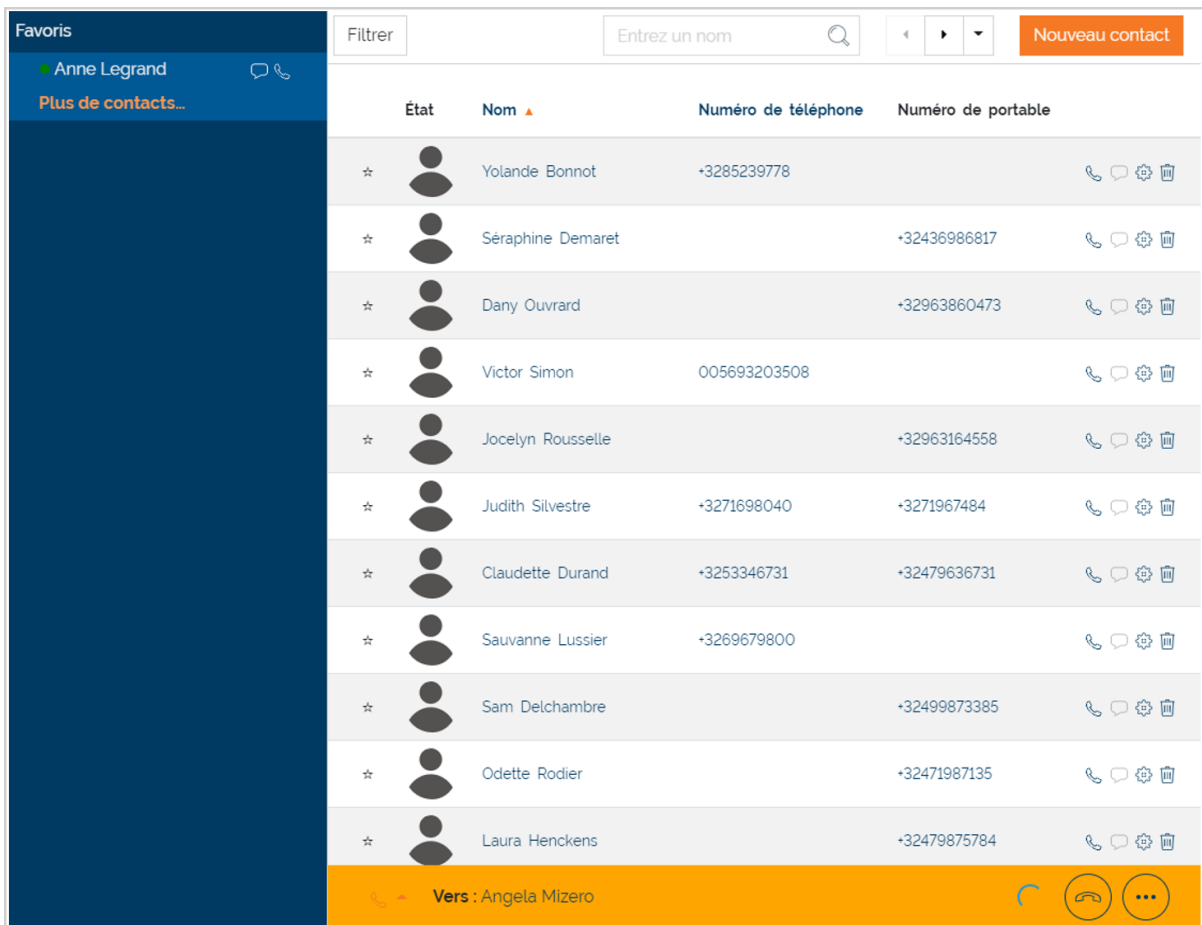 Favoris
Anne Legrand
Plus de contacts...
Filtrer Entrez un nom Nouveau contact
État Nom Numéro de téléphone Numéro de portable
Yolande Bonnot +3285239778
Séraphine Demaret +32436986817
Dany Ouvrard +32963860473
Victor Simon 005693203508
Jocelyn Rousselle +32963164558
Judith Silvestre +3271698040 +3271967484
Claudette Durand +3253346731 +32479636731
Sauvanne Lussier +3269679800
Sam Delchambre +32499873385
Odette Rodier +32471987135
Laura Henckens +32479875784
Vers : Angela Mizero